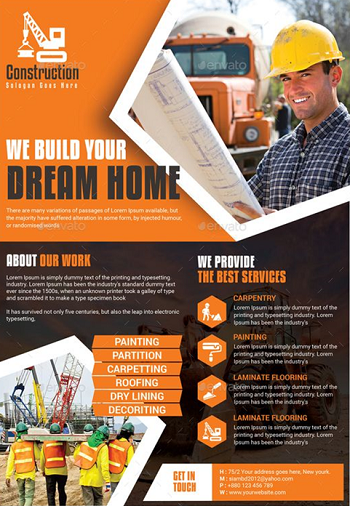 Construction
Solagan Goes Here
WE BUILD YOUR
DREAM HOME
There are many variations of passages of Lorem Ipsum available, but
the majority have suffered alteration in some form, by injected humour,
or randomised words
ABOUT OUR WORK
Lorem Ipsum is simply dummy text of the
printing and typesetting industry.
Lorem Ipsum has been the industry's
standard dummy text ever since the
1500s, when an unknown printer took a
galley of type and scrambled it to make a
type specimen book
It has survived not only five centuries, but also the leap into electronic
typesetting,
PAINTING
PARTITION
CARPETTING
ROOFING
DRY LINING
DECORITING
WE PROVIDE
THE BEST SERVICES
CARPENTRY
Lorem Ipsum is simply dummy text of
the printing and typesetting industry.
Lorem Ipsum has been the industry's
PAINTING
Lorem Ipsum is simply dummy text of
the printing and typesetting industry.
Lorem Ipsum has been the industry's
LAMINATE FLOORING
Lorem Ipsum is simply dummy text of
the printing and typesetting industry.
Lorem Ipsum has been the industry's
LAMINATE FLOORING
Lorem Ipsum is simply dummy text of
the printing and typesetting industry.
Lorem Ipsum has been the industry's
GET IN
TOUCH
H : 75/2 Your address goes here, New yourk.
M : slambd2012@yahoo.com
P : +880 123 456 789
W : www.yourwebsite.com
envato